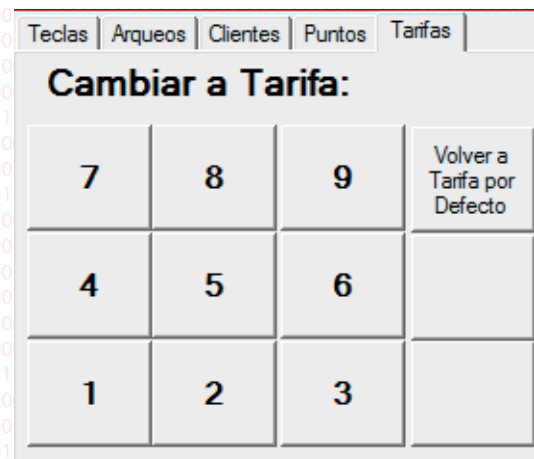 Teclas Arqueos Clientes Puntos Tarifas
Cambiar a Tarifa:
7 8 9 Volver a
Tarifa por
Defecto
4 5 6
1 2 3